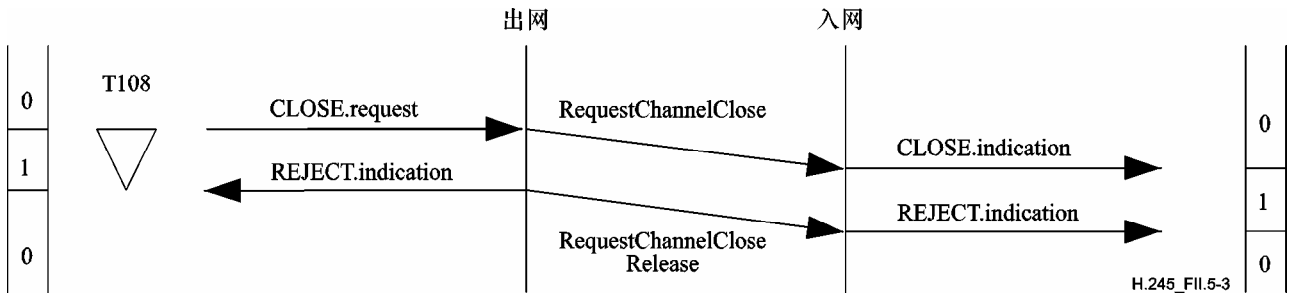 出网
入网
T108
0
CLOSE.request
RequestChannelClose
0
CLOSE.indication
1
REJECT.indication
1
REJECT.indication
RequestChannelClose
Release
0
0
H.245_FII.5-3